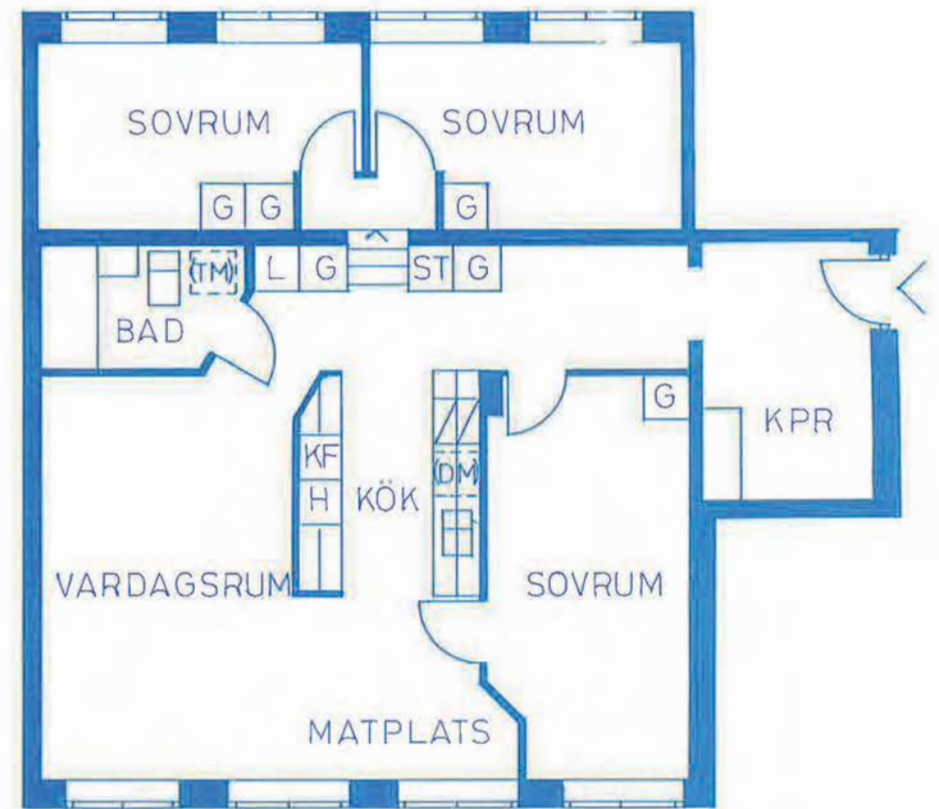 SOVRUM SOVRUM
G G G
L G ST G
(TM)
BAD
G
KPR
KF (DM)
H KÖK
VARDAGSRUM SOVRUM
MATPLATS